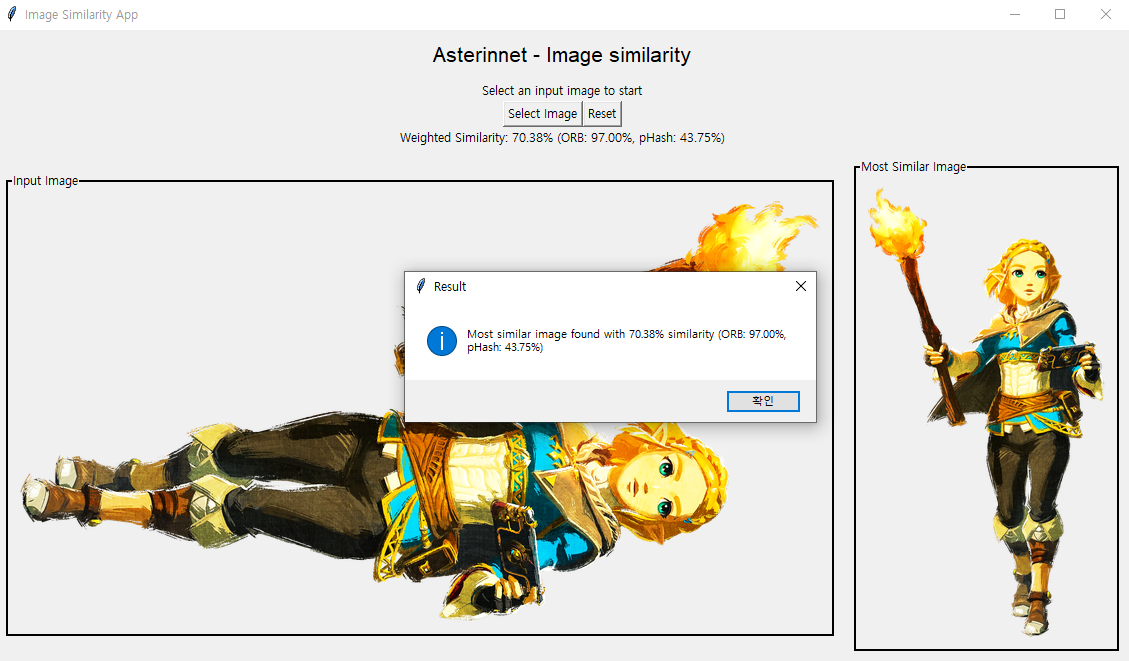 Image Similarity App
Asterinnet - Image similarity
Select an input image to start
Select Image Reset
Weighted Similarity: 70.38% (ORB: 97.00%, pHash: 43.75%)
Input Image
Most Similar Image
Result
Most similar image found with 70.38% similarity (ORB: 97.00%,
pHash: 43.75%)
확인